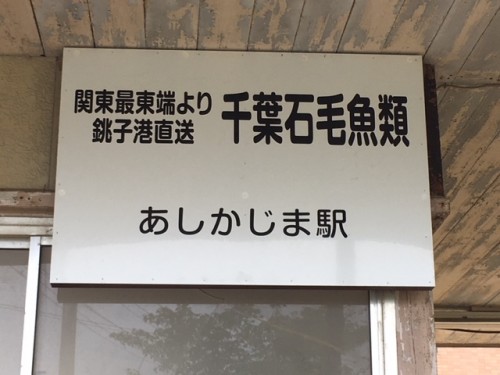 関東最東端より
銚子港直送
千葉石毛魚類
あしかじま駅